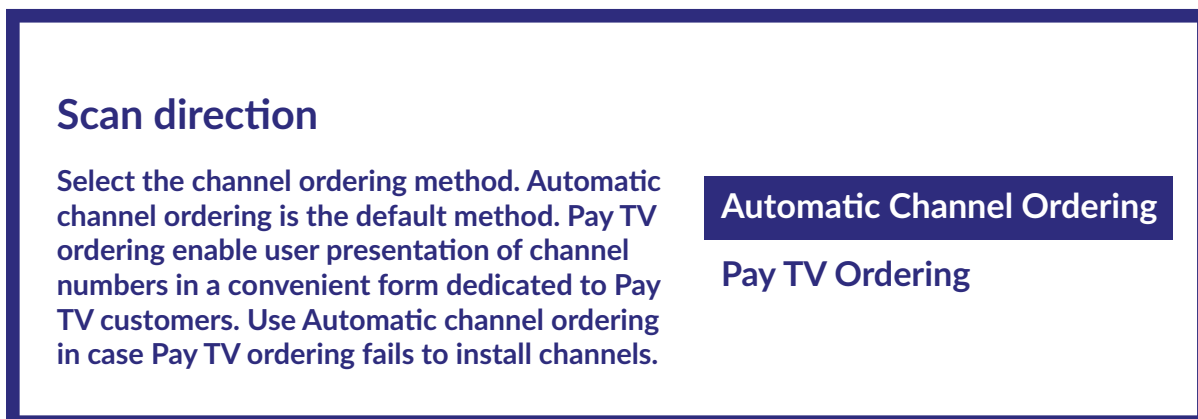 Scan direction
Select the channel ordering method. Automatic
channel ordering is the default method. Pay TV
ordering enable user presentation of channel
numbers in a convenient form dedicated to Pay
TV customers. Use Automatic channel ordering
in case Pay TV ordering fails to install channels.
Automatic Channel Ordering
Pay TV Ordering